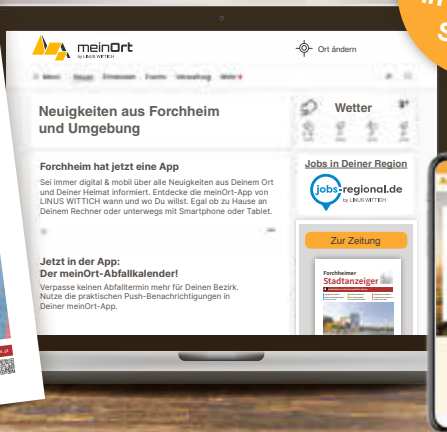 meinOrt
by LINUS WITTICH
Ort ändern
Neuigkeiten aus Forchheim
und Umgebung
Wetter
Forchheim hat jetzt eine App
Sei immer digital & mobil über alle Neuigkeiten aus Deinem Ort
und Deiner Heimat informiert. Entdecke die meinOrt-App von
LINUS WITTICH wann und wo Du willst. Egal ob zu Hause an
Deinem Rechner oder unterwegs mit Smartphone oder Tablet.
Jobs in Deiner Region
jobs-regional.de
by LINUS WITTICH
Jetzt in der App:
Der meinOrt-Abfallkalender!
Verpasse keinen Abfalltermin mehr für Deinen Bezirk.
Nutze die praktischen Push-Benachrichtigungen in
Deiner meinOrt-App.
Zur Zeitung
Forchheimer
Stadtanzeiger